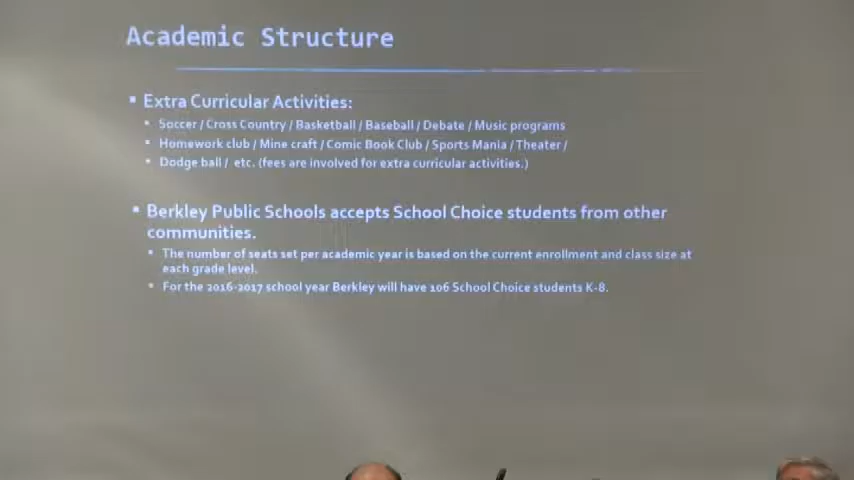 Academic Structure
Extra Curricular Activities:
Soccer / Cross Country / Basketball / Baseball / Debate / Music programs
Homework club / Mine craft / Comic Book Club / Sports Mania / Theater /
Dodge ball / etc. (fees are involved for extra curricular activities.)
Berkley Public Schools accepts School Choice students from other
communities.
The number of seats set per academic year is based on the current enrollment and class size at
each grade level.
For the 2016-2017 school year Berkley will have 106 School Choice students K-8.